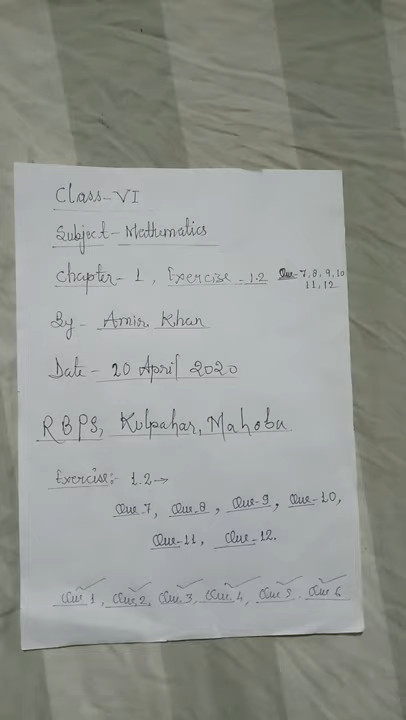 Class-VI
Subject- Mathematics
Chapter- 1, Exercise - 1.2 Que- 7, 8, 9, 10
11, 12
By- Amir Khan
Date - 20 April 2020
RBPS, Kulpahar, Mahoba
Exercise:- 1.2→
Que. 7, Que. 8, Que-9, Que-10,
Que-11, Que-12.
Que 1, Que. 2, Que. 3, Que. 4, Que 5. Que 6